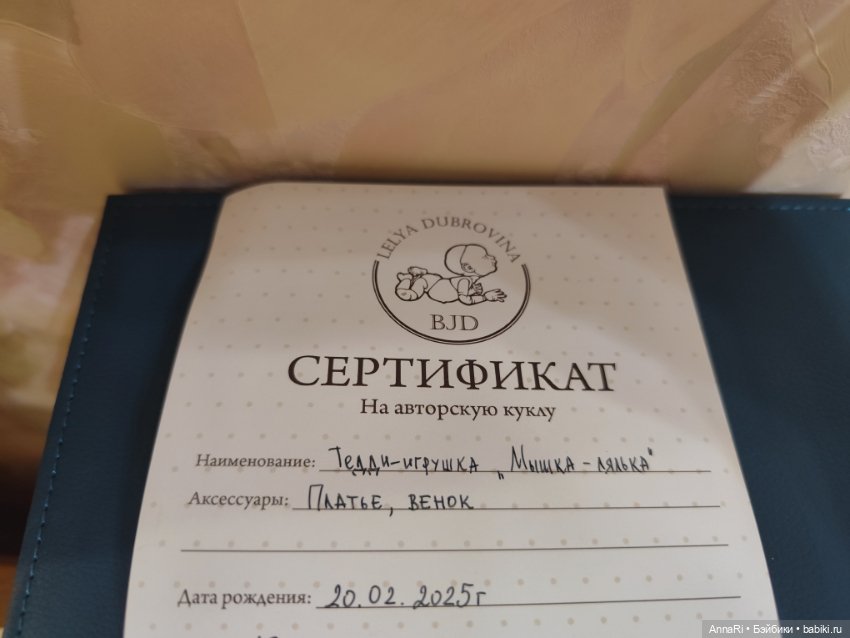 LELYA DUBROVINA
BJD
СЕРТИФИКАТ
На авторскую куклу
Наименование: Тедди-игрушка „Мышка-лялька"
Аксессуары: Платье, венок
Дата рождения: 20.02.2025г
AnnaRi • Бэйбики • babiki.ru